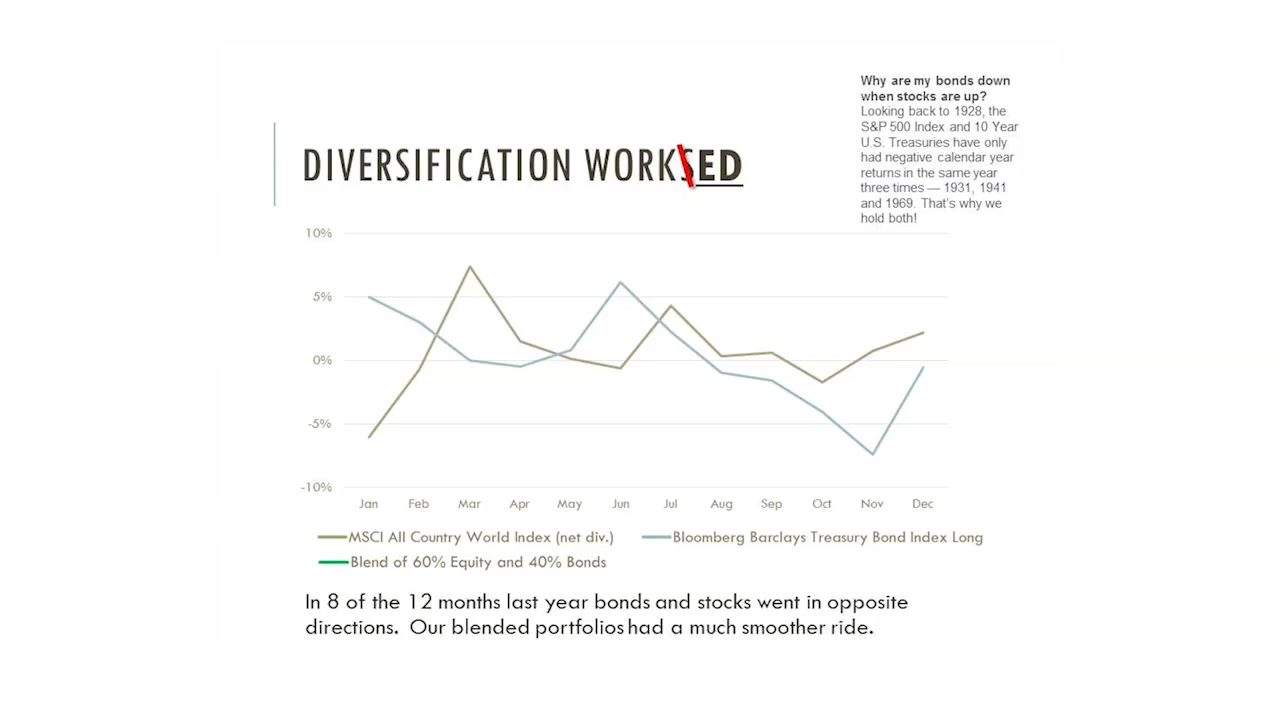 Why are my bonds down
when stocks are up?
Looking back to 1928, the
S&P 500 Index and 10 Year
U.S. Treasuries have only
had negative calendar year
returns in the same year
three times — 1931, 1941
and 1969. That's why we
hold both!
DIVERSIFICATION WORKSED
10%
5%
0%
-5%
-10%
Jan Feb Mar Apr May Jun Jul Aug Sep Oct Nov Dec
MSCI All Country World Index (net div.) Bloomberg Barclays Treasury Bond Index Long
Blend of 60% Equity and 40% Bonds
In 8 of the 12 months last year bonds and stocks went in opposite
directions. Our blended portfolios had a much smoother ride.